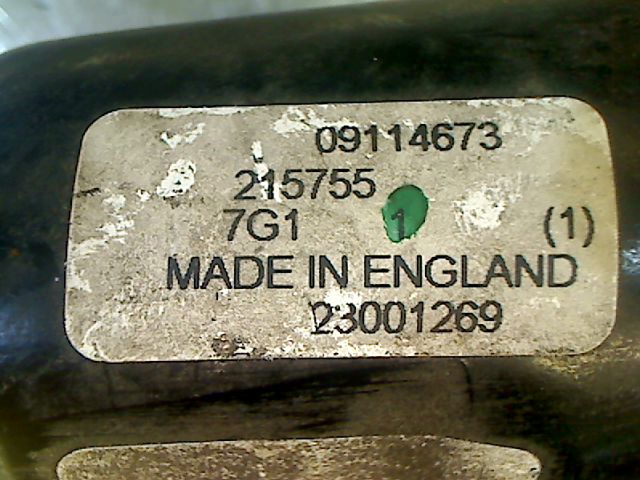 09114673
215755
7G1 1 (1)
MADE IN ENGLAND
23001269